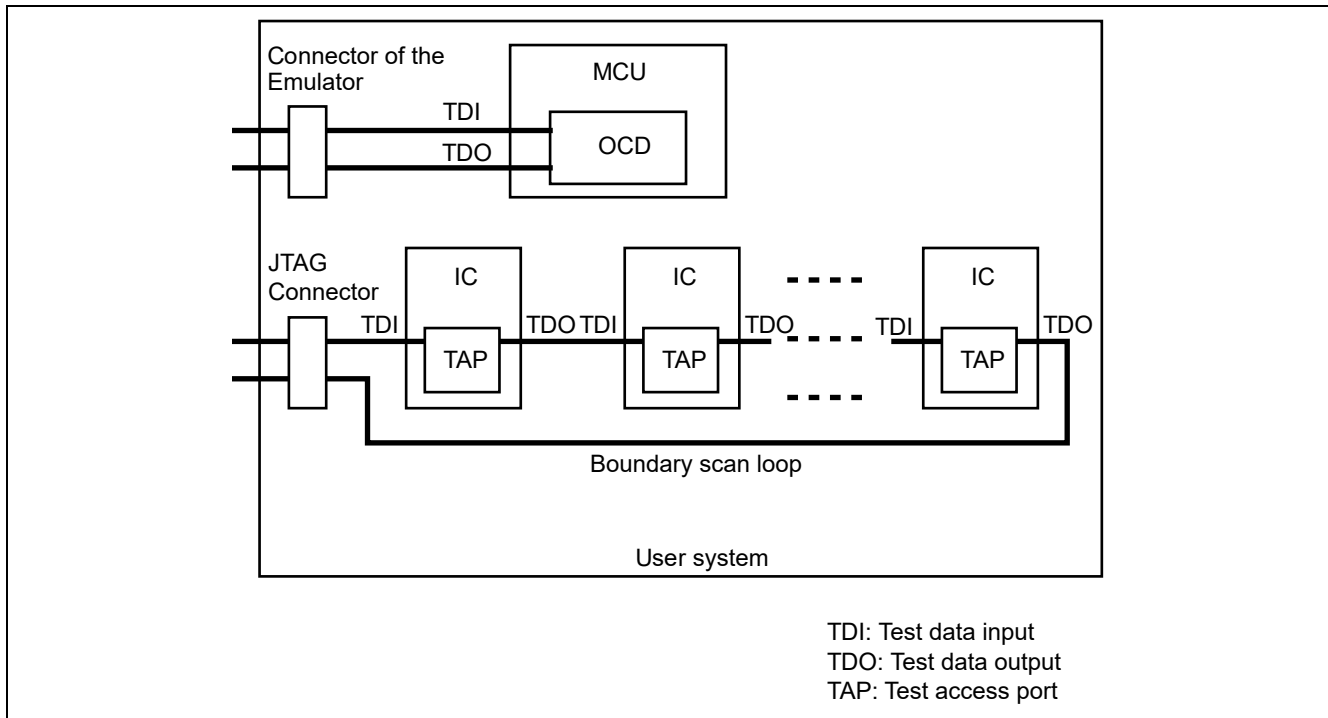 Connector of the
Emulator
MCU
TDI
OCD
TDO
JTAG
Connector
IC
IC
IC
TDI
TDO
TDI
TDO
TDI
TDO
TAP
TAP
TAP
Boundary scan loop
User system
TDI: Test data input
TDO: Test data output
TAP: Test access port